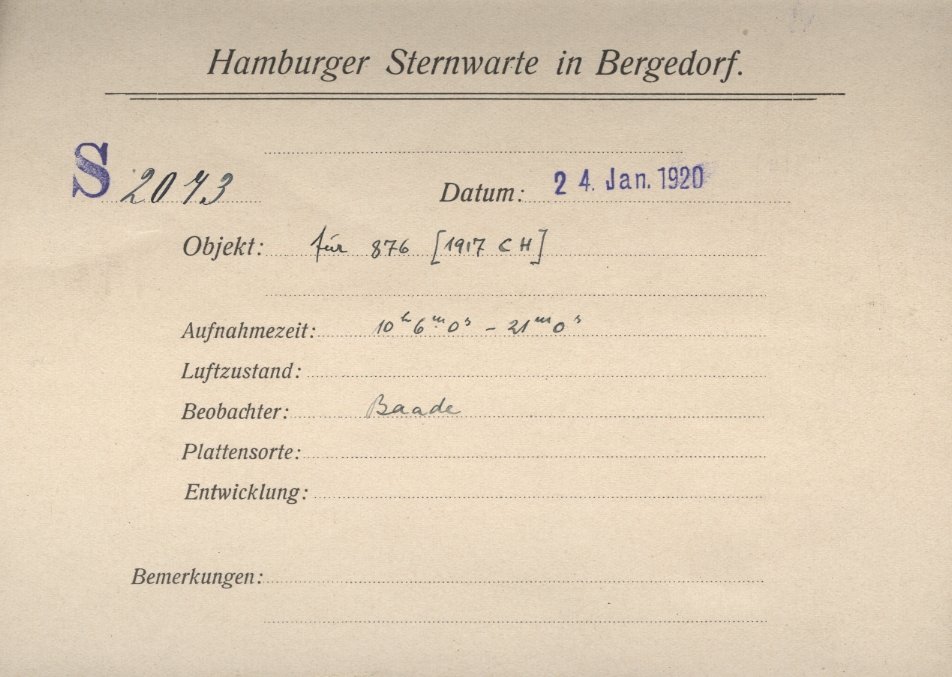 Hamburger Sternwarte in Bergedorf.
S 2073 Datum: 24. Jan. 1920
Objekt: für 876 [1917 CH]
Aufnahmezeit: 10ʰ 6ᵐ 0ˢ – 21ᵐ 0ˢ
Luftzustand:
Beobachter: Baade
Plattensorte:
Entwicklung:
Bemerkungen: